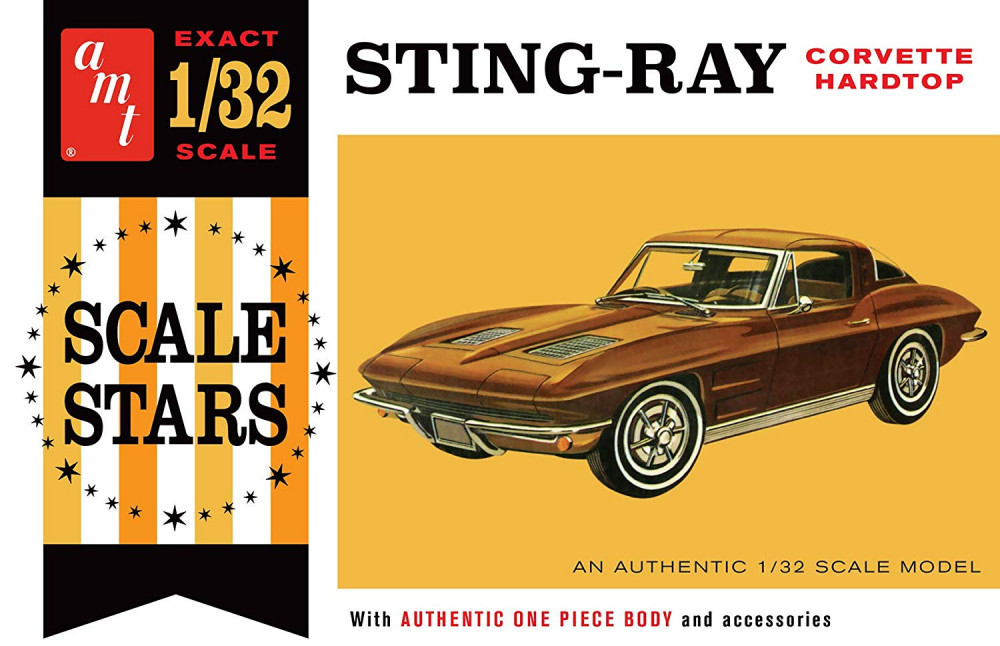 amt
®
EXACT
1/32
SCALE
SCALE
STARS
STING-RAY
CORVETTE
HARDTOP
AN AUTHENTIC 1/32 SCALE MODEL
With AUTHENTIC ONE PIECE BODY and accessories